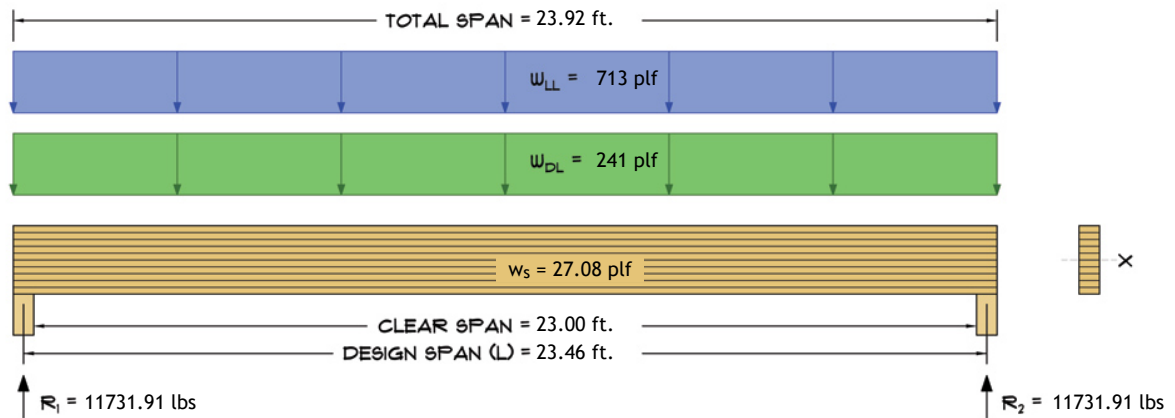 TOTAL SPAN = 23.92 ft.
wLL = 713 plf
wDL = 241 plf
ws = 27.08 plf
X
CLEAR SPAN = 23.00 ft.
DESIGN SPAN (L) = 23.46 ft.
R1 = 11731.91 lbs
R2 = 11731.91 lbs